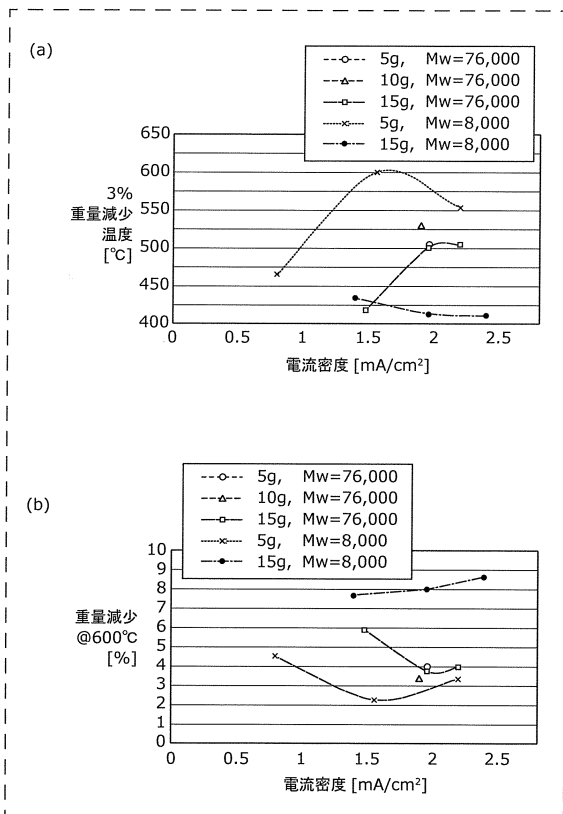 (a)
5g, Mw=76,000
10g, Mw=76,000
15g, Mw=76,000
5g, Mw=8,000
15g, Mw=8,000
3%
重量減少
温度
[℃]
650
600
550
500
450
400
0
0.5
1
1.5
2
2.5
電流密度 [mA/cm²]
(b)
5g, Mw=76,000
10g, Mw=76,000
15g, Mw=76,000
5g, Mw=8,000
15g, Mw=8,000
重量減少
@600℃
[%]
10
9
8
7
6
5
4
3
2
1
0
0
0.5
1
1.5
2
2.5
電流密度 [mA/cm²]